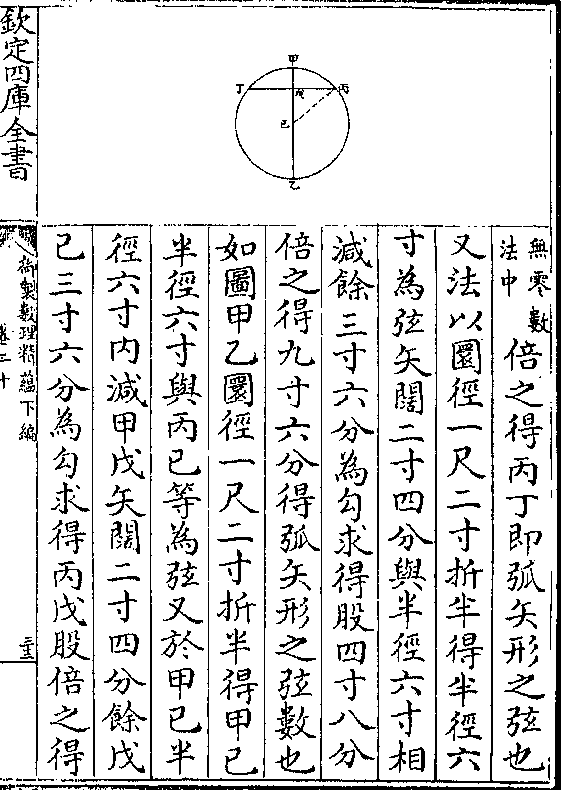 甲
丁 戊 丙
已
乙
無零數
法中
倍之得丙丁即弧矢形之弦也
又法以圜徑一尺二寸折半得半徑六
寸為弦矢闊二寸四分與半徑六寸相
減餘三寸六分為勾求得股四寸八分
倍之得九寸六分得弧矢形之弦數也
如圖甲乙圜徑一尺二寸折半得甲已
半徑六寸與丙已等為弦又於甲已半
徑六寸内減甲戊矢闊二寸四分餘戊
已三寸六分為勾求得丙戊股倍之得
欽定四庫全書
御製數理精蘊下編
卷二十